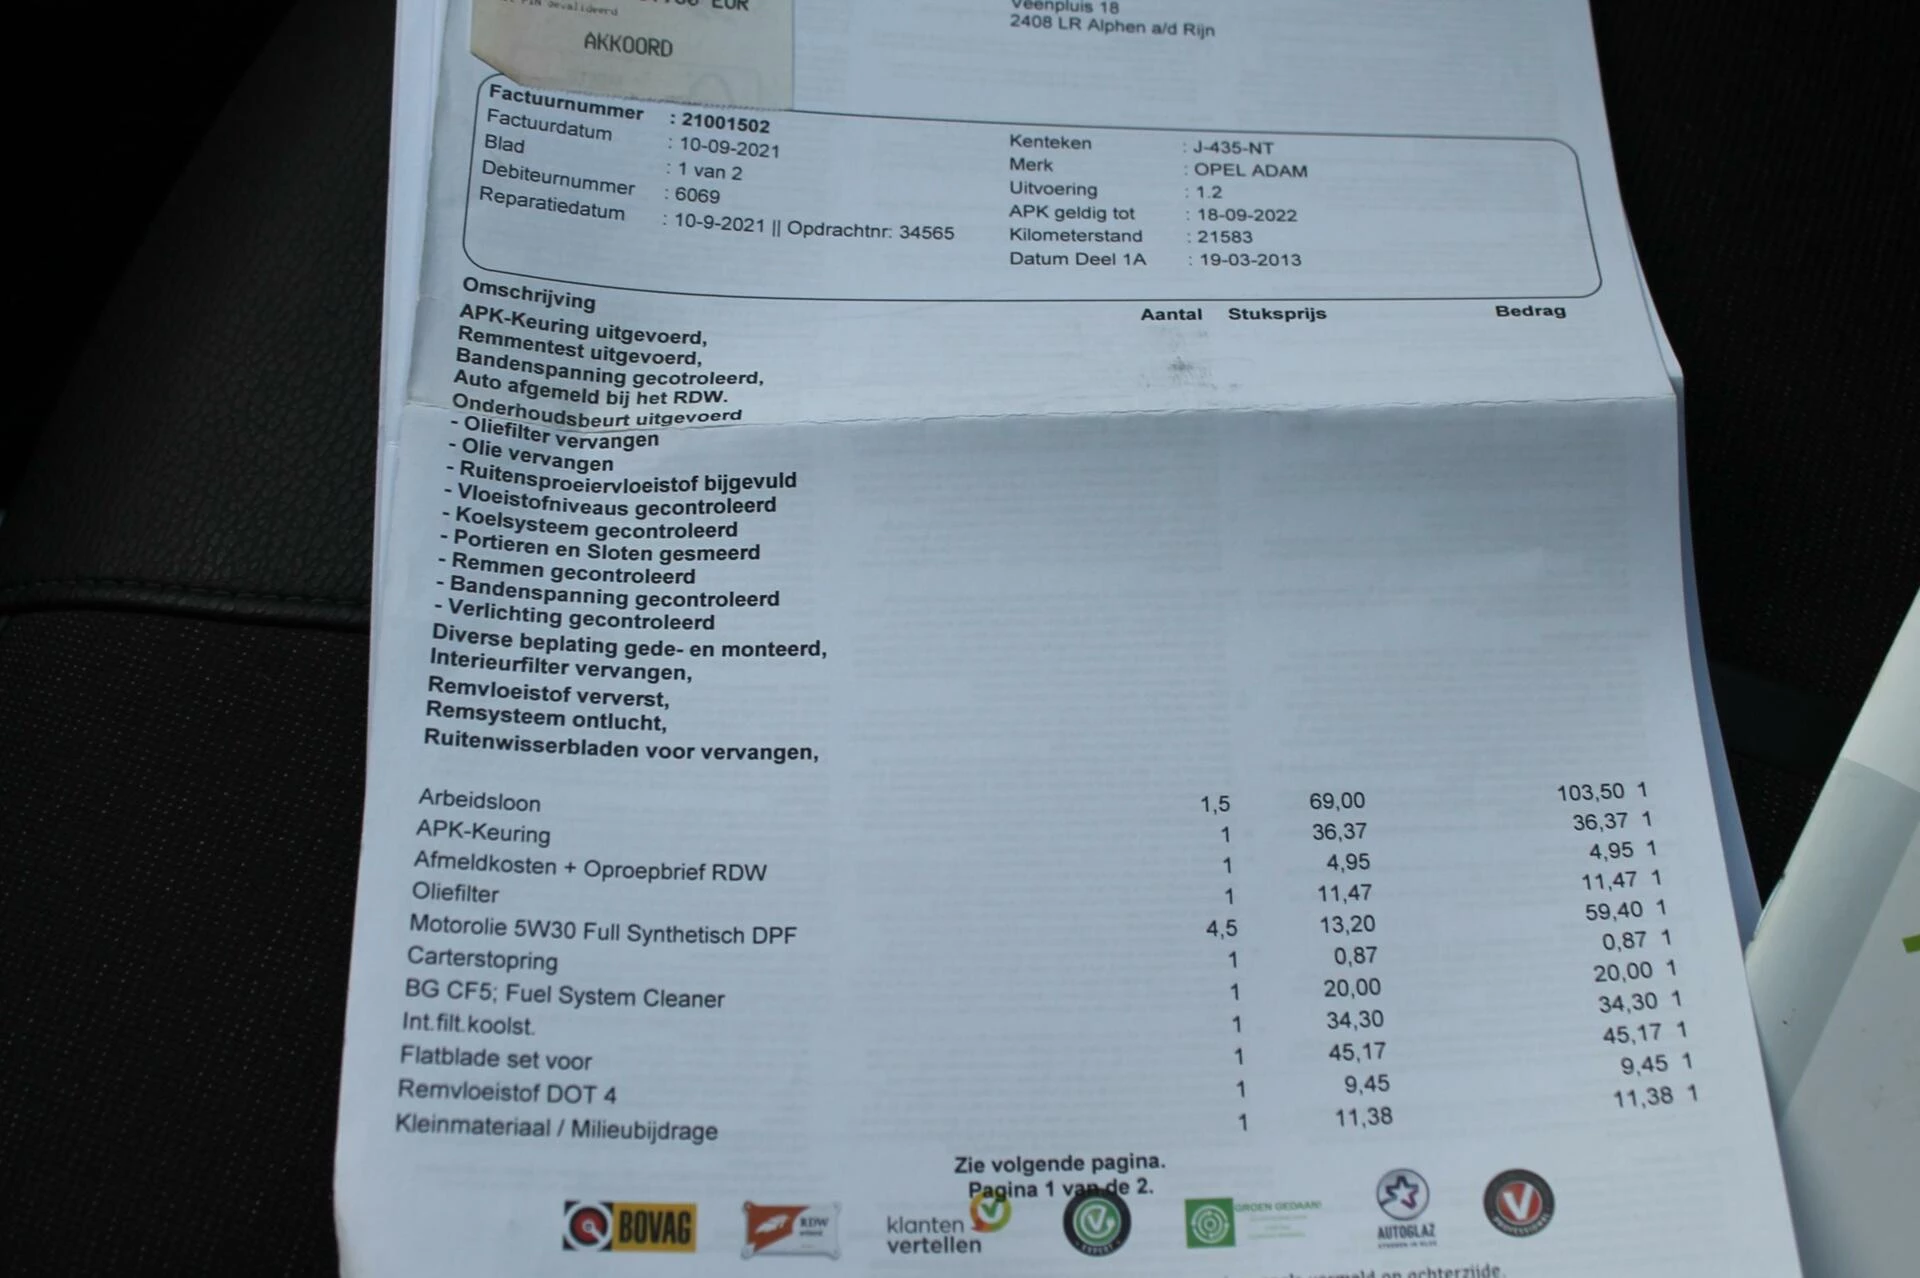 EUR
AKKOORD
Veenpluis 18
2408 LR Alphen a/d Rijn
Factuurnummer : 21001502
Factuurdatum : 10-09-2021
Blad : 1 van 2
Debiteurnummer : 6069
Reparatiedatum : 10-9-2021 || Opdrachtnr: 34565
Kenteken : J-435-NT
Merk : OPEL ADAM
Uitvoering : 1.2
APK geldig tot : 18-09-2022
Kilometerstand : 21583
Datum Deel 1A : 19-03-2013
Omschrijving Aantal Stuksprijs Bedrag
APK-Keuring uitgevoerd,
Remmentest uitgevoerd,
Bandenspanning gecotroleerd,
Auto afgemeld bij het RDW.
Onderhoudsbeurt uitgevoerd
- Oliefilter vervangen
- Olie vervangen
- Ruitensproeiervloeistof bijgevuld
- Vloeistofniveaus gecontroleerd
- Koelsysteem gecontroleerd
- Portieren en Sloten gesmeerd
- Remmen gecontroleerd
- Bandenspanning gecontroleerd
- Verlichting gecontroleerd
Diverse beplating gede- en monteerd,
Interieurfilter vervangen,
Remvloeistof ververst,
Remsysteem ontlucht,
Ruitenwisserbladen voor vervangen,
Arbeidsloon 1,5 69,00 103,50 1
APK-Keuring 1 36,37 36,37 1
Afmeldkosten + Oproepbrief RDW 1 4,95 4,95 1
Oliefilter 1 11,47 11,47 1
Motorolie 5W30 Full Synthetisch DPF 4,5 13,20 59,40 1
Carterstopring 1 0,87 0,87 1
BG CF5; Fuel System Cleaner 1 20,00 20,00 1
Int.filt.koolst. 1 34,30 34,30 1
Flatblade set voor 1 45,17 45,17 1
Remvloeistof DOT 4 1 9,45 9,45 1
Kleinmateriaal / Milieubijdrage 1 11,38 11,38 1
Zie volgende pagina.
Pagina 1 van de 2.
BOVAG
RDW
klanten
vertellen
EXPERT
GROEN GEDAAN!
AUTOGLAZ
PROFESSIONAL
achterzijde.